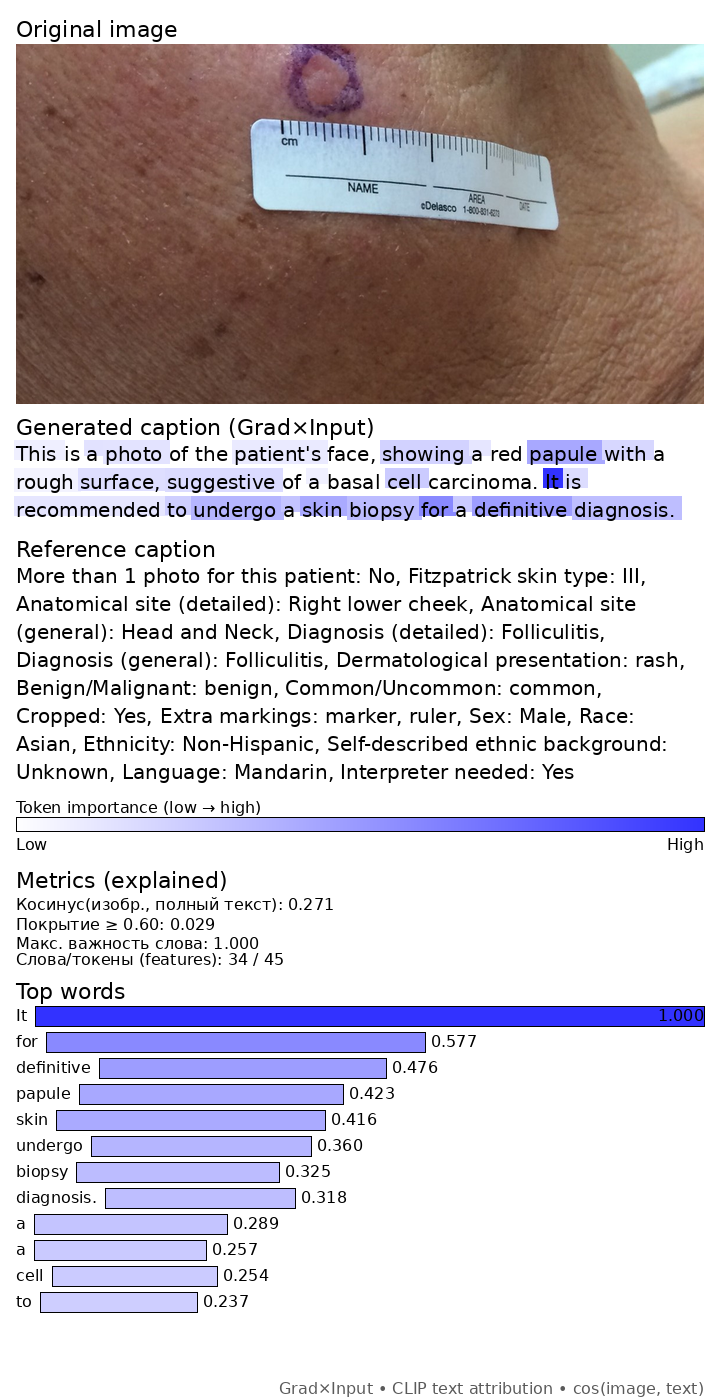 Original image
cm
NAME
AREA
DATE
©Delasco 1-800-831-6273
Generated caption (Grad×Input)
This is a photo of the patient's face, showing a red papule with a
rough surface, suggestive of a basal cell carcinoma. It is
recommended to undergo a skin biopsy for a definitive diagnosis.
Reference caption
More than 1 photo for this patient: No, Fitzpatrick skin type: III,
Anatomical site (detailed): Right lower cheek, Anatomical site
(general): Head and Neck, Diagnosis (detailed): Folliculitis,
Diagnosis (general): Folliculitis, Dermatological presentation: rash,
Benign/Malignant: benign, Common/Uncommon: common,
Cropped: Yes, Extra markings: marker, ruler, Sex: Male, Race:
Asian, Ethnicity: Non-Hispanic, Self-described ethnic background:
Unknown, Language: Mandarin, Interpreter needed: Yes
Token importance (low → high)
Low High
Metrics (explained)
Косинус(изобр., полный текст): 0.271
Покрытие ≥ 0.60: 0.029
Макс. важность слова: 1.000
Слова/токены (features): 34 / 45
Top words
It 1.000
for 0.577
definitive 0.476
papule 0.423
skin 0.416
undergo 0.360
biopsy 0.325
diagnosis. 0.318
a 0.289
a 0.257
cell 0.254
to 0.237
Grad×Input • CLIP text attribution • cos(image, text)